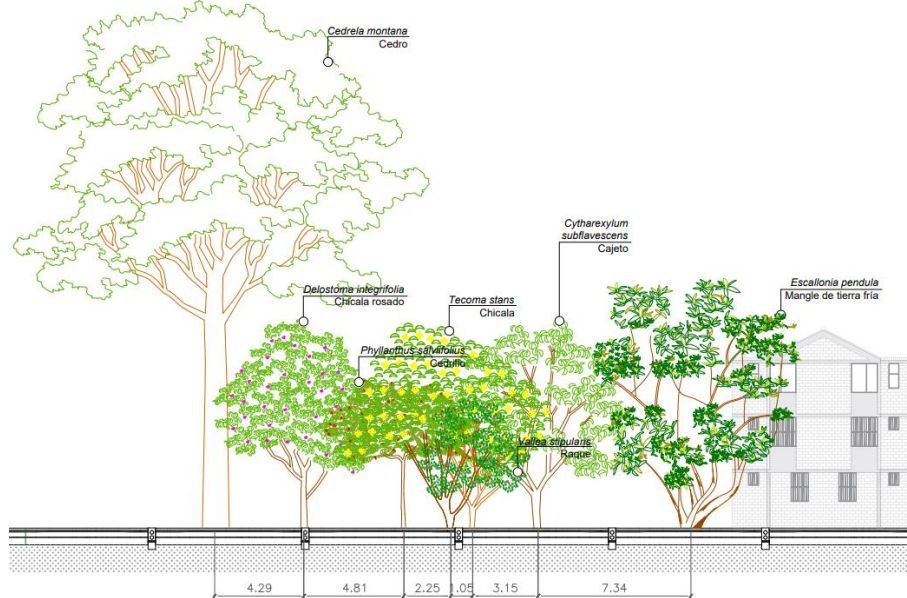 Cedrela montana
Cedro
Cytharexylum
subflavescens
Cajeto
Delostoma integrifolia
Chicala rosado
Tecoma stans
Chicala
Escallonia pendula
Mangle de tierra fría
Phyllanthus salviifolius
Cedrillo
Vallea stipularis
Raque
4.29
4.81
2.25
1.05
3.15
7.34